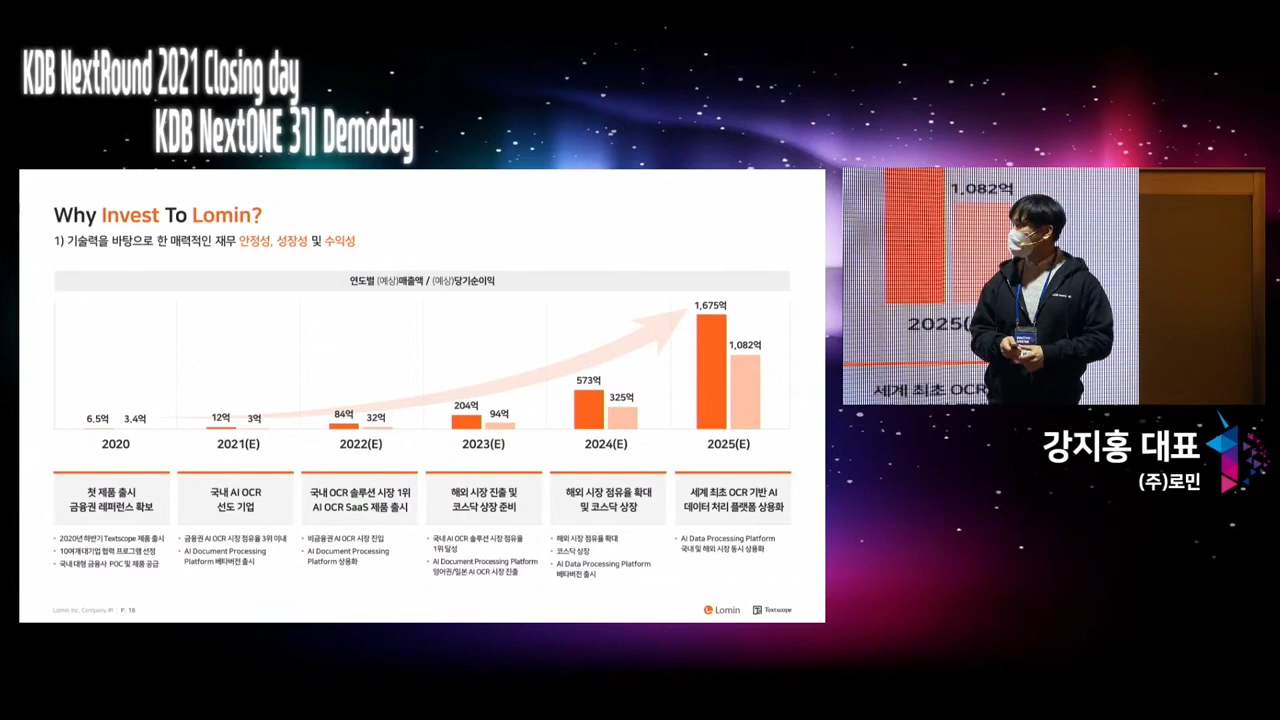 KDB NextRound 2021 Closing day
KDB NextONE 3기 Demoday
Why Invest To Lomin?
1) 기술력을 바탕으로 한 매력적인 재무 안정성, 성장성 및 수익성
연도별 (예상)매출액 / (예상)당기순이익
6.5억 3.4억
12억 3억
84억 32억
204억 94억
573억 325억
1,675억
1,082억
2020 2021(E) 2022(E) 2023(E) 2024(E) 2025(E)
첫 제품 출시
금융권 레퍼런스 확보
2020년 하반기 Textscope 제품 출시
10여개 대기업 협력 프로그램 선정
국내 대형 금융사 POC 및 제품 공급
국내 AI OCR
선도 기업
금융권 AI OCR 시장 점유율 3위 이내
AI Document Processing
Platform 베타버전 출시
국내 OCR 솔루션 시장 1위
AI OCR SaaS 제품 출시
비금융권 AI OCR 시장 진입
AI Document Processing
Platform 상용화
해외 시장 진출 및
코스닥 상장 준비
국내 AI OCR 솔루션 시장 점유율
1위 달성
AI Document Processing Platform
영어권/일본 AI OCR 시장 진출
해외 시장 점유율 확대
및 코스닥 상장
해외 시장 점유율 확대
코스닥 상장
AI Data Processing Platform
베타버전 출시
세계 최초 OCR 기반 AI
데이터 처리 플랫폼 상용화
AI Data Processing Platform
국내 및 해외 시장 동시 상용화
Lomin Inc. Company IR | P. 18
Lomin
Textscope
1,082억
2025(
세계 최초 OCR
강지홍 대표
(주)로민